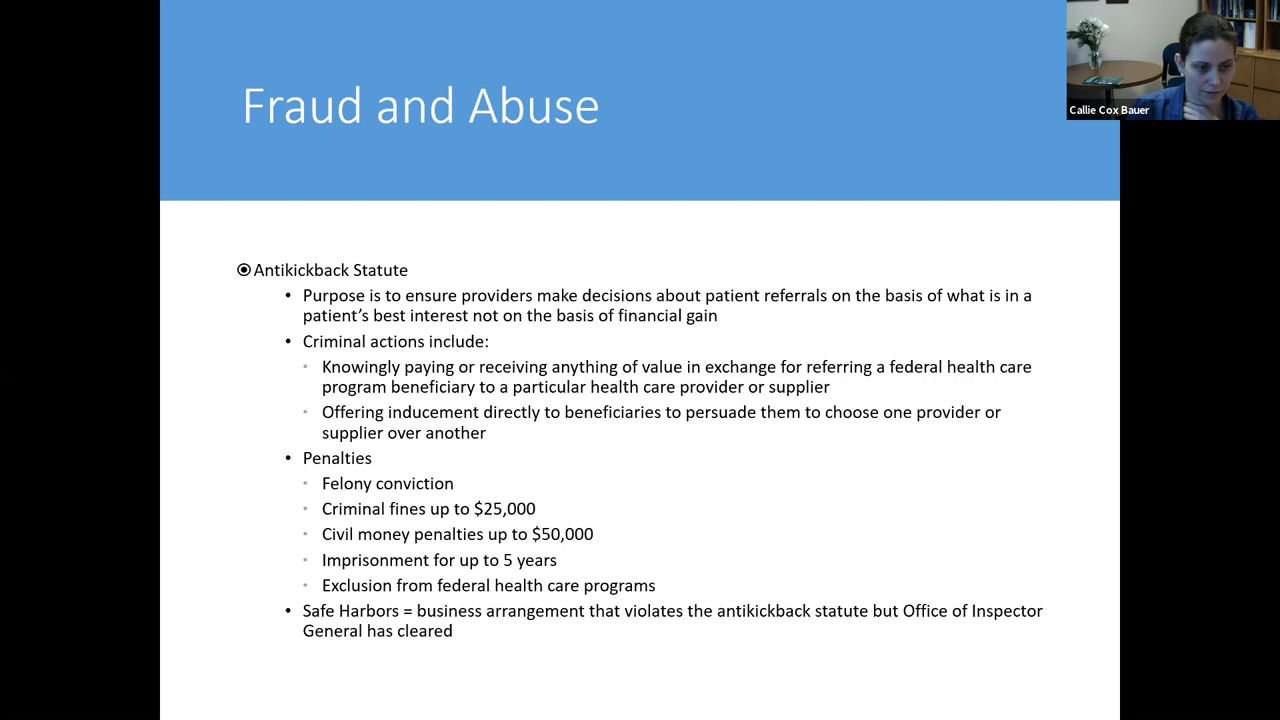 Fraud and Abuse
Callie Cox Bauer
Antikickback Statute
• Purpose is to ensure providers make decisions about patient referrals on the basis of what is in a
patient’s best interest not on the basis of financial gain
• Criminal actions include:
• Knowingly paying or receiving anything of value in exchange for referring a federal health care
program beneficiary to a particular health care provider or supplier
• Offering inducement directly to beneficiaries to persuade them to choose one provider or
supplier over another
• Penalties
• Felony conviction
• Criminal fines up to $25,000
• Civil money penalties up to $50,000
• Imprisonment for up to 5 years
• Exclusion from federal health care programs
• Safe Harbors = business arrangement that violates the antikickback statute but Office of Inspector
General has cleared